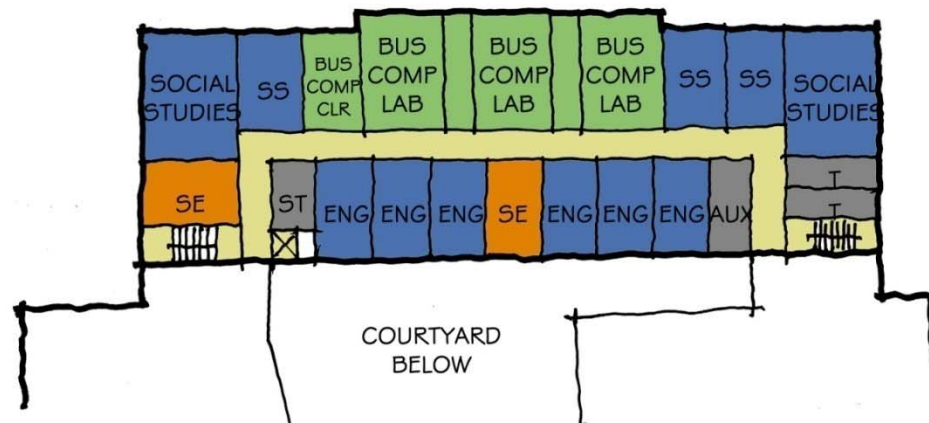 SOCIAL
STUDIES
SS
BUS
COMP
CLR
BUS
COMP
LAB
BUS
COMP
LAB
BUS
COMP
LAB
SS
SS
SOCIAL
STUDIES
SE
ST
ENG
ENG
ENG
SE
ENG
ENG
ENG
AUX
T
T
COURTYARD
BELOW